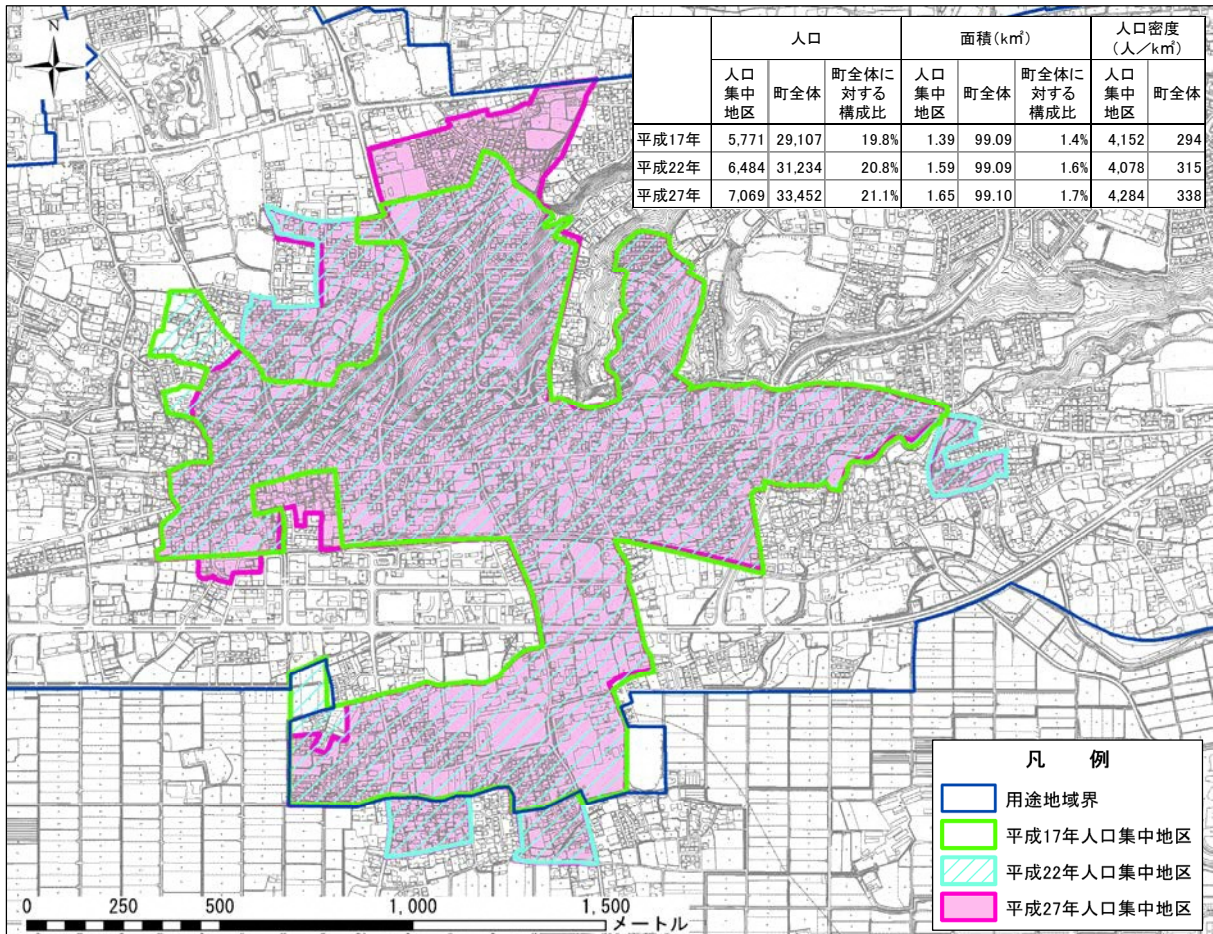 N
人口 面積(k㎡) 人口密度
(人／k㎡)
人口
集中
地区 町全体 町全体に
対する
構成比 人口
集中
地区 町全体 町全体に
対する
構成比 人口
集中
地区 町全体
平成17年 5,771 29,107 19.8% 1.39 99.09 1.4% 4,152 294
平成22年 6,484 31,234 20.8% 1.59 99.09 1.6% 4,078 315
平成27年 7,069 33,452 21.1% 1.65 99.10 1.7% 4,284 338
凡 例
用途地域界
平成17年人口集中地区
平成22年人口集中地区
平成27年人口集中地区
0 250 500 1,000 1,500
メートル